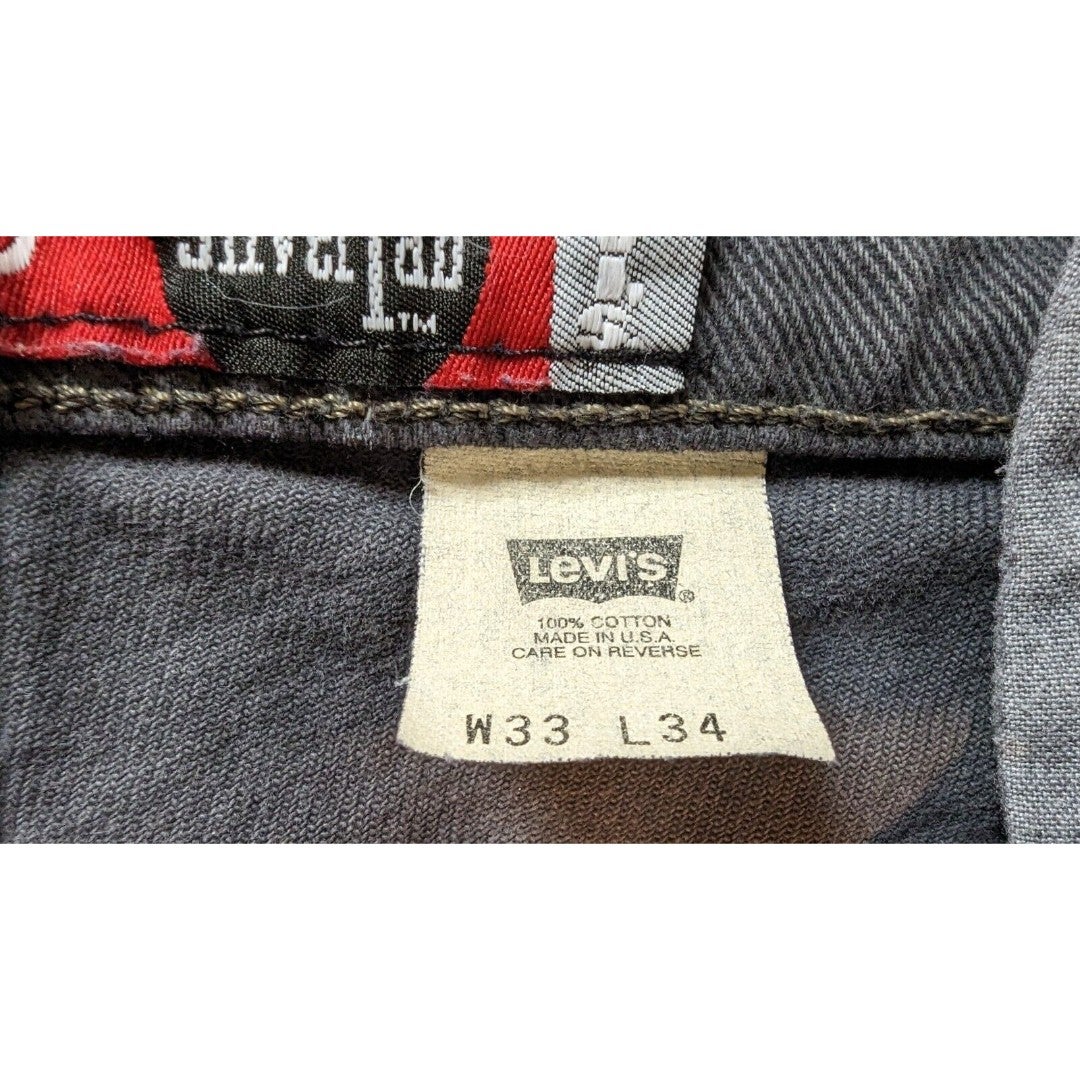 SilverTab
TM
LEVI'S
®
100% COTTON
MADE IN U.S.A.
CARE ON REVERSE
W33 L34